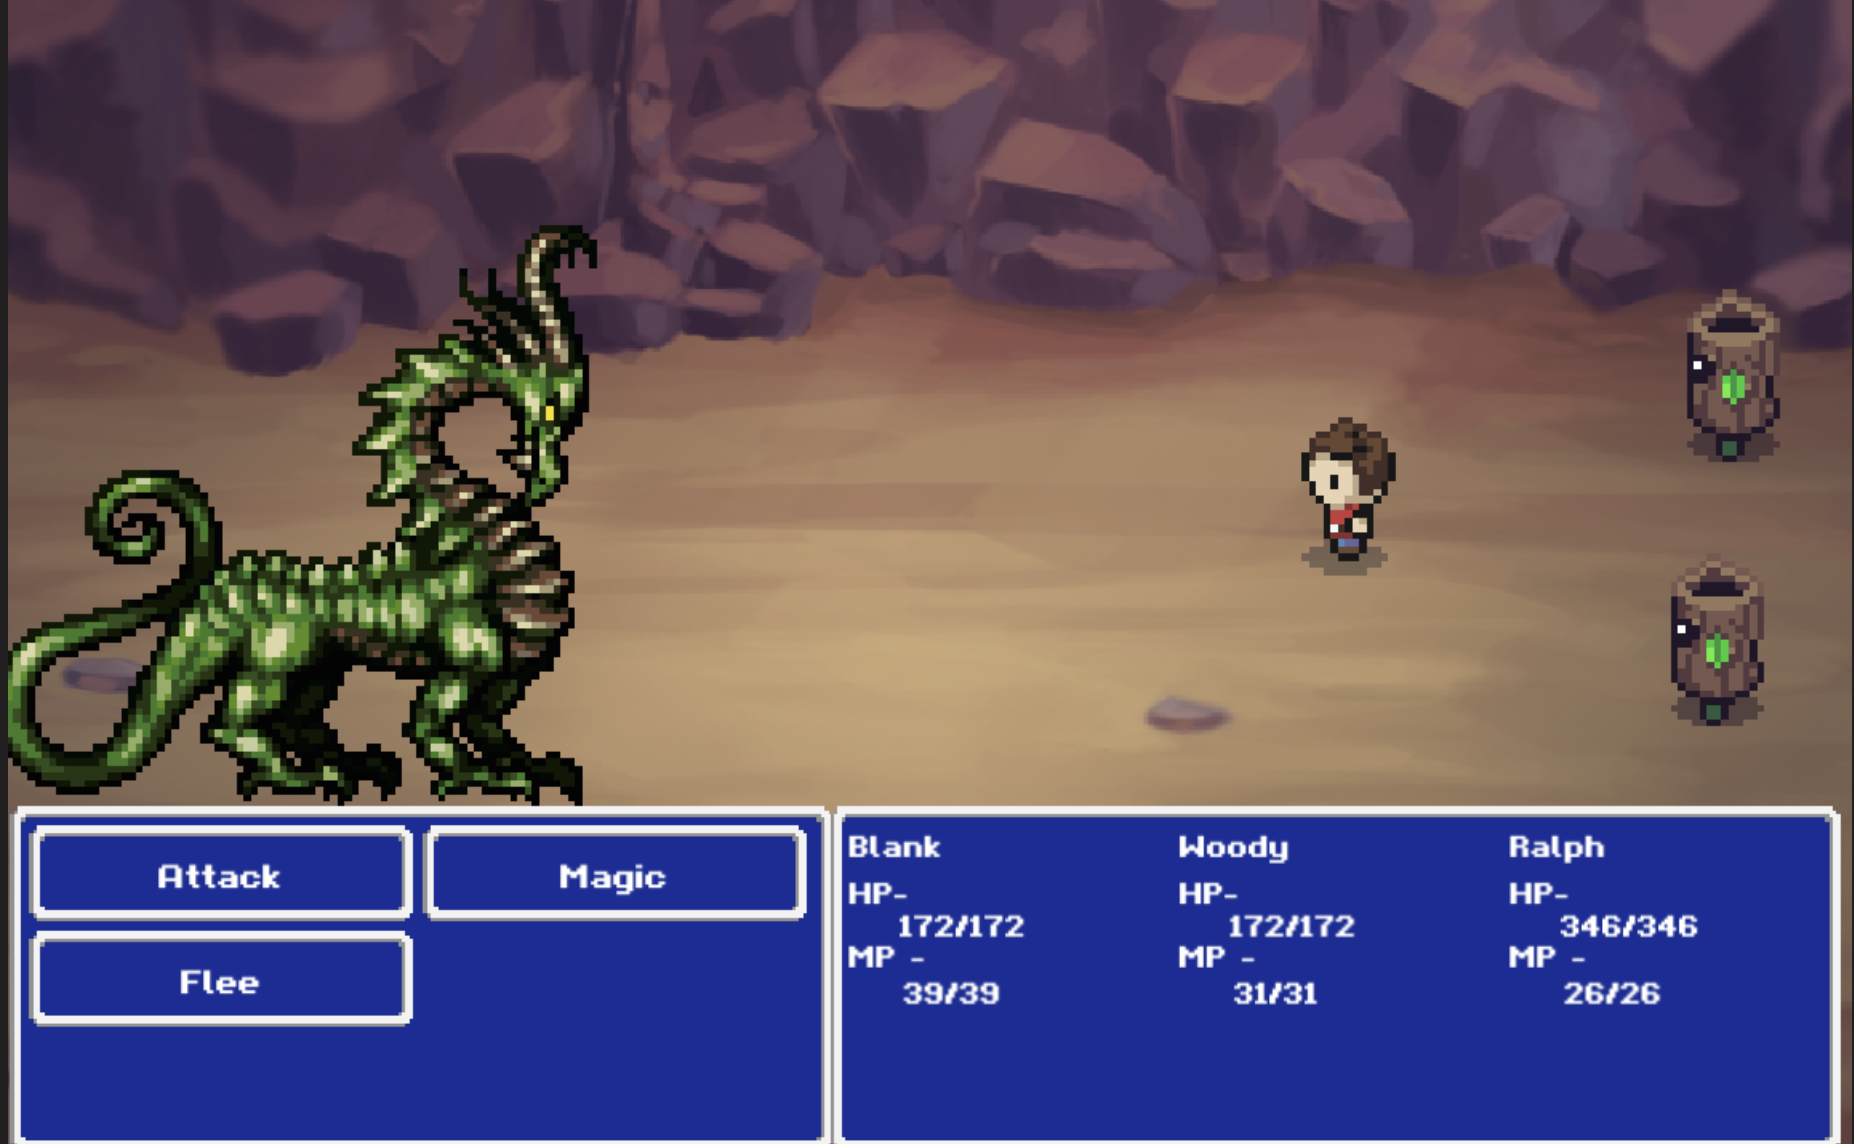 Attack
Magic
Flee
Blank
HP-
172/172
MP -
39/39
Woody
HP-
172/172
MP -
31/31
Ralph
HP-
346/346
MP -
26/26